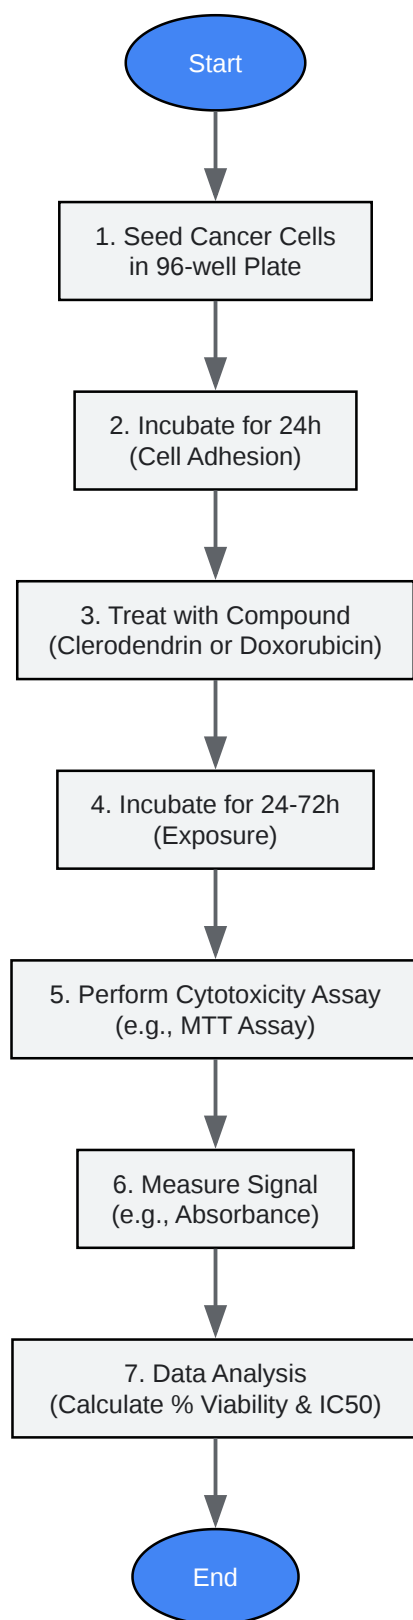 Start
1. Seed Cancer Cells
in 96-well Plate
2. Incubate for 24h
(Cell Adhesion)
3. Treat with Compound
(Clerodendrin or Doxorubicin)
4. Incubate for 24-72h
(Exposure)
5. Perform Cytotoxicity Assay
(e.g., MTT Assay)
6. Measure Signal
(e.g., Absorbance)
7. Data Analysis
(Calculate % Viability & IC50)
End